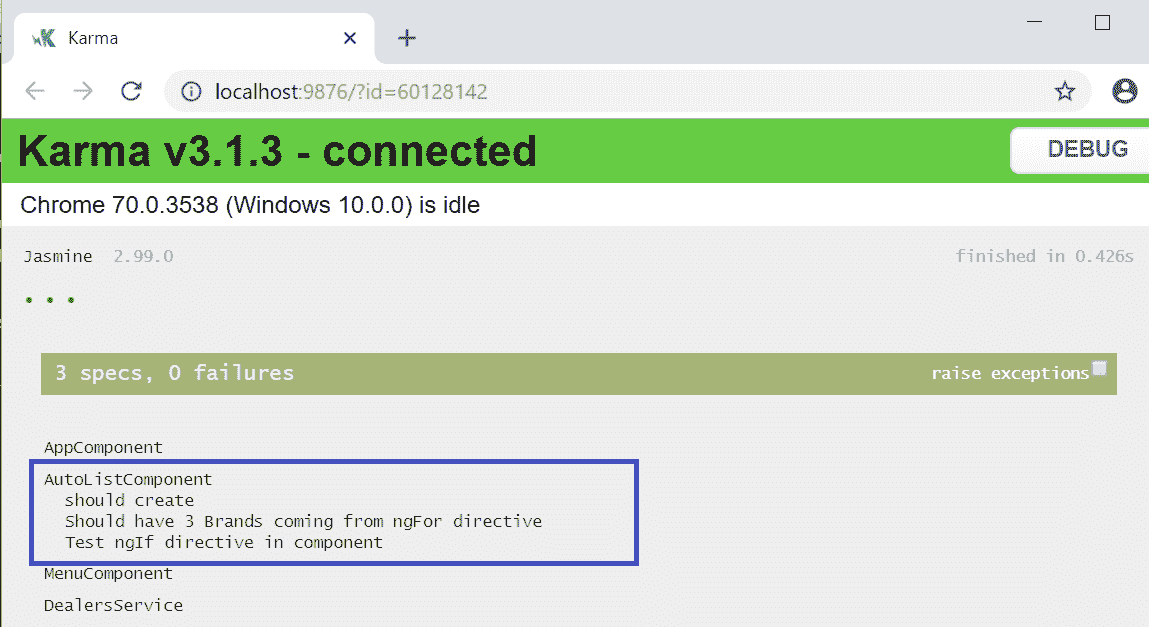 Karma
localhost:9876/?id=60128142
Karma v3.1.3 - connected
DEBUG
Chrome 70.0.3538 (Windows 10.0.0) is idle
Jasmine 2.99.0
finished in 0.426s
3 specs, 0 failures
raise exceptions
AppComponent
AutoListComponent
should create
Should have 3 Brands coming from ngFor directive
Test ngIf directive in component
MenuComponent
DealersService